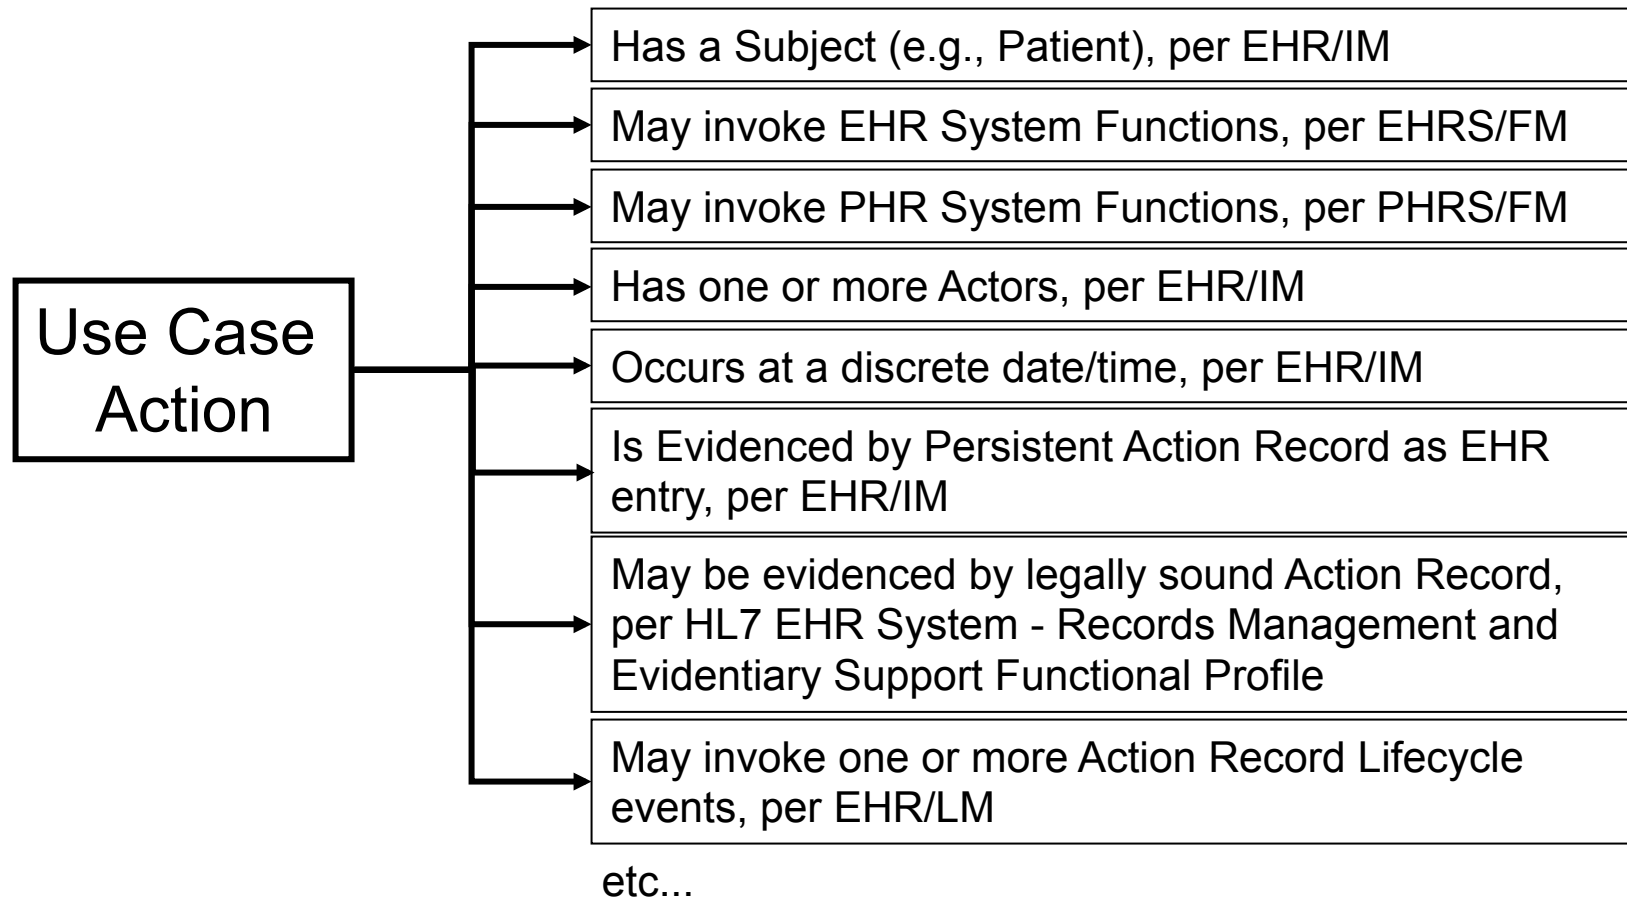 Has a Subject (e.g., Patient), per EHR/IM
May invoke EHR System Functions, per EHRS/FM
May invoke PHR System Functions, per PHRS/FM
Has one or more Actors, per EHR/IM
Use Case
Action
Occurs at a discrete date/time, per EHR/IM
Is Evidenced by Persistent Action Record as EHR
entry, per EHR/IM
May be evidenced by legally sound Action Record,
per HL7 EHR System - Records Management and
Evidentiary Support Functional Profile
May invoke one or more Action Record Lifecycle
events, per EHR/LM
etc...